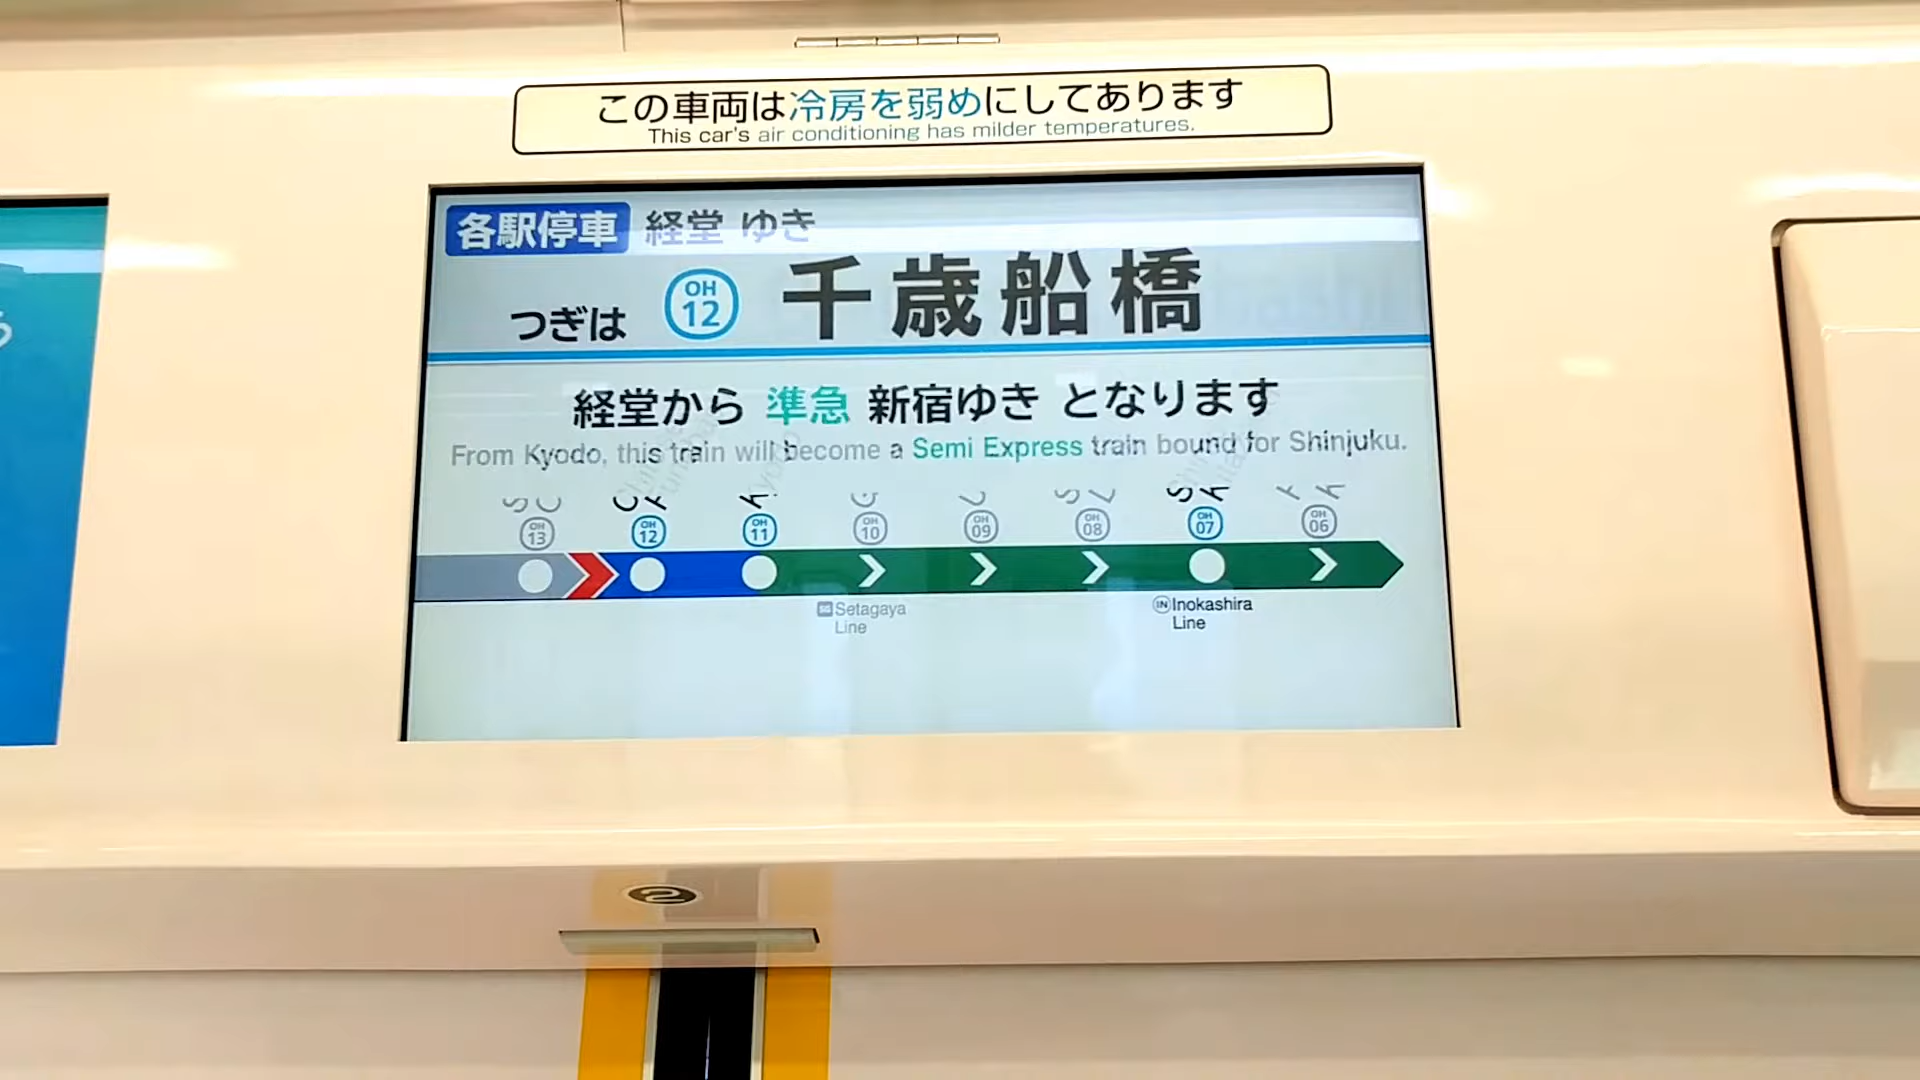 この車両は冷房を弱めにしてあります
This car's air conditioning has milder temperatures.
各駅停車 経堂 ゆき
つぎは OH 12 千歳船橋
経堂から 準急 新宿ゆき となります
From Kyodo, this train will become a Semi Express train bound for Shinjuku.
OH 13 OH 12 OH 11 OH 10 OH 09 OH 08 OH 07 OH 06
SG Setagaya Line
IN Inokashira Line
2